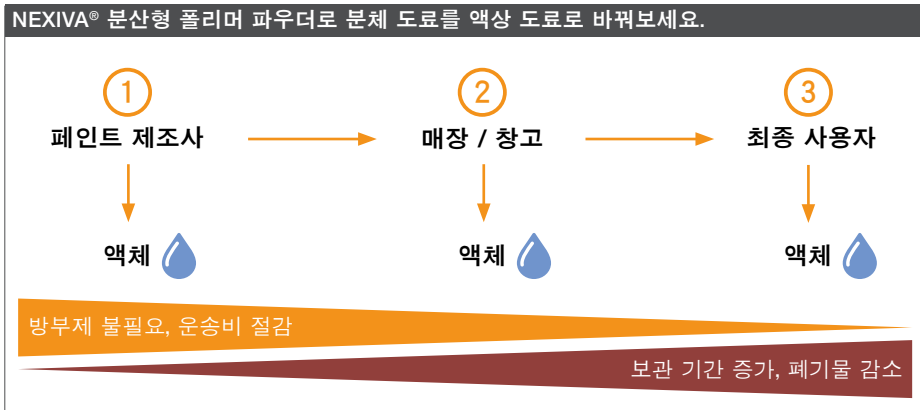 NEXIVA® 분산형 폴리머 파우더로 분체 도료를 액상 도료로 바꿔보세요.
1 2 3
페인트 제조사 매장 / 창고 최종 사용자
액체 액체 액체
방부제 불필요, 운송비 절감
보관 기간 증가, 폐기물 감소